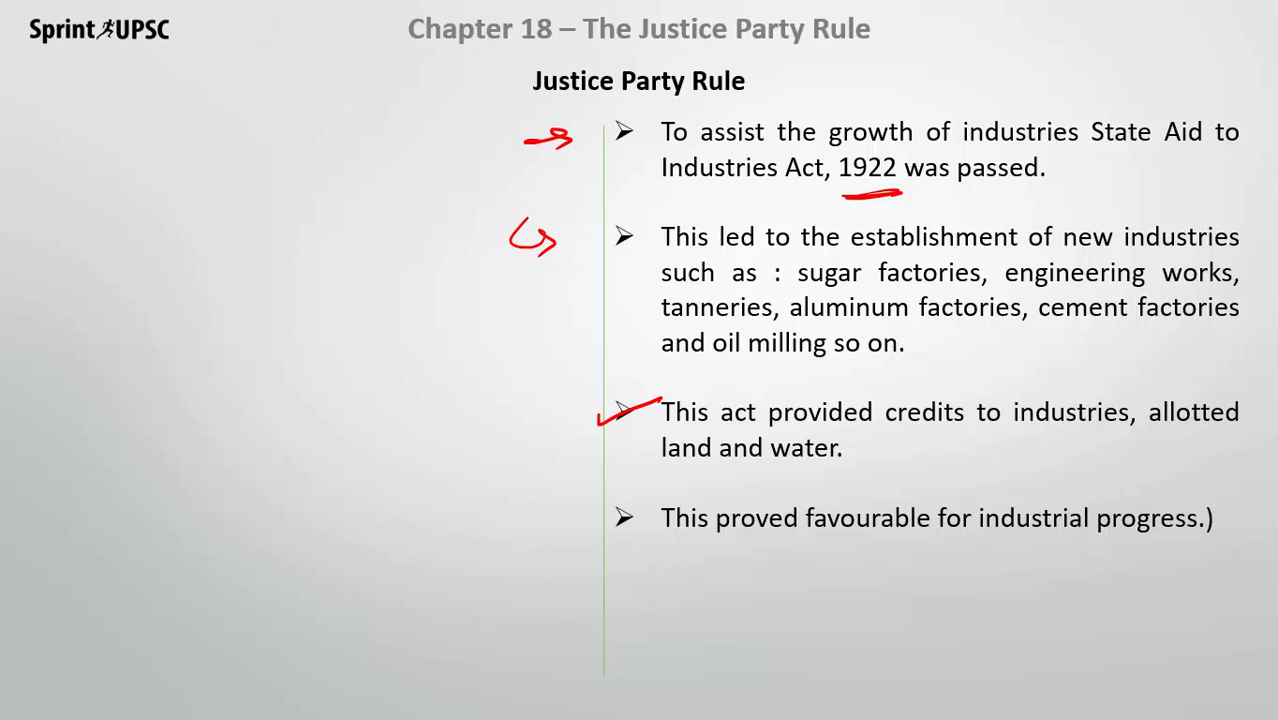 Sprint UPSC
Chapter 18 – The Justice Party Rule
Justice Party Rule
To assist the growth of industries State Aid to
Industries Act, 1922 was passed.
This led to the establishment of new industries
such as : sugar factories, engineering works,
tanneries, aluminum factories, cement factories
and oil milling so on.
This act provided credits to industries, allotted
land and water.
This proved favourable for industrial progress.)